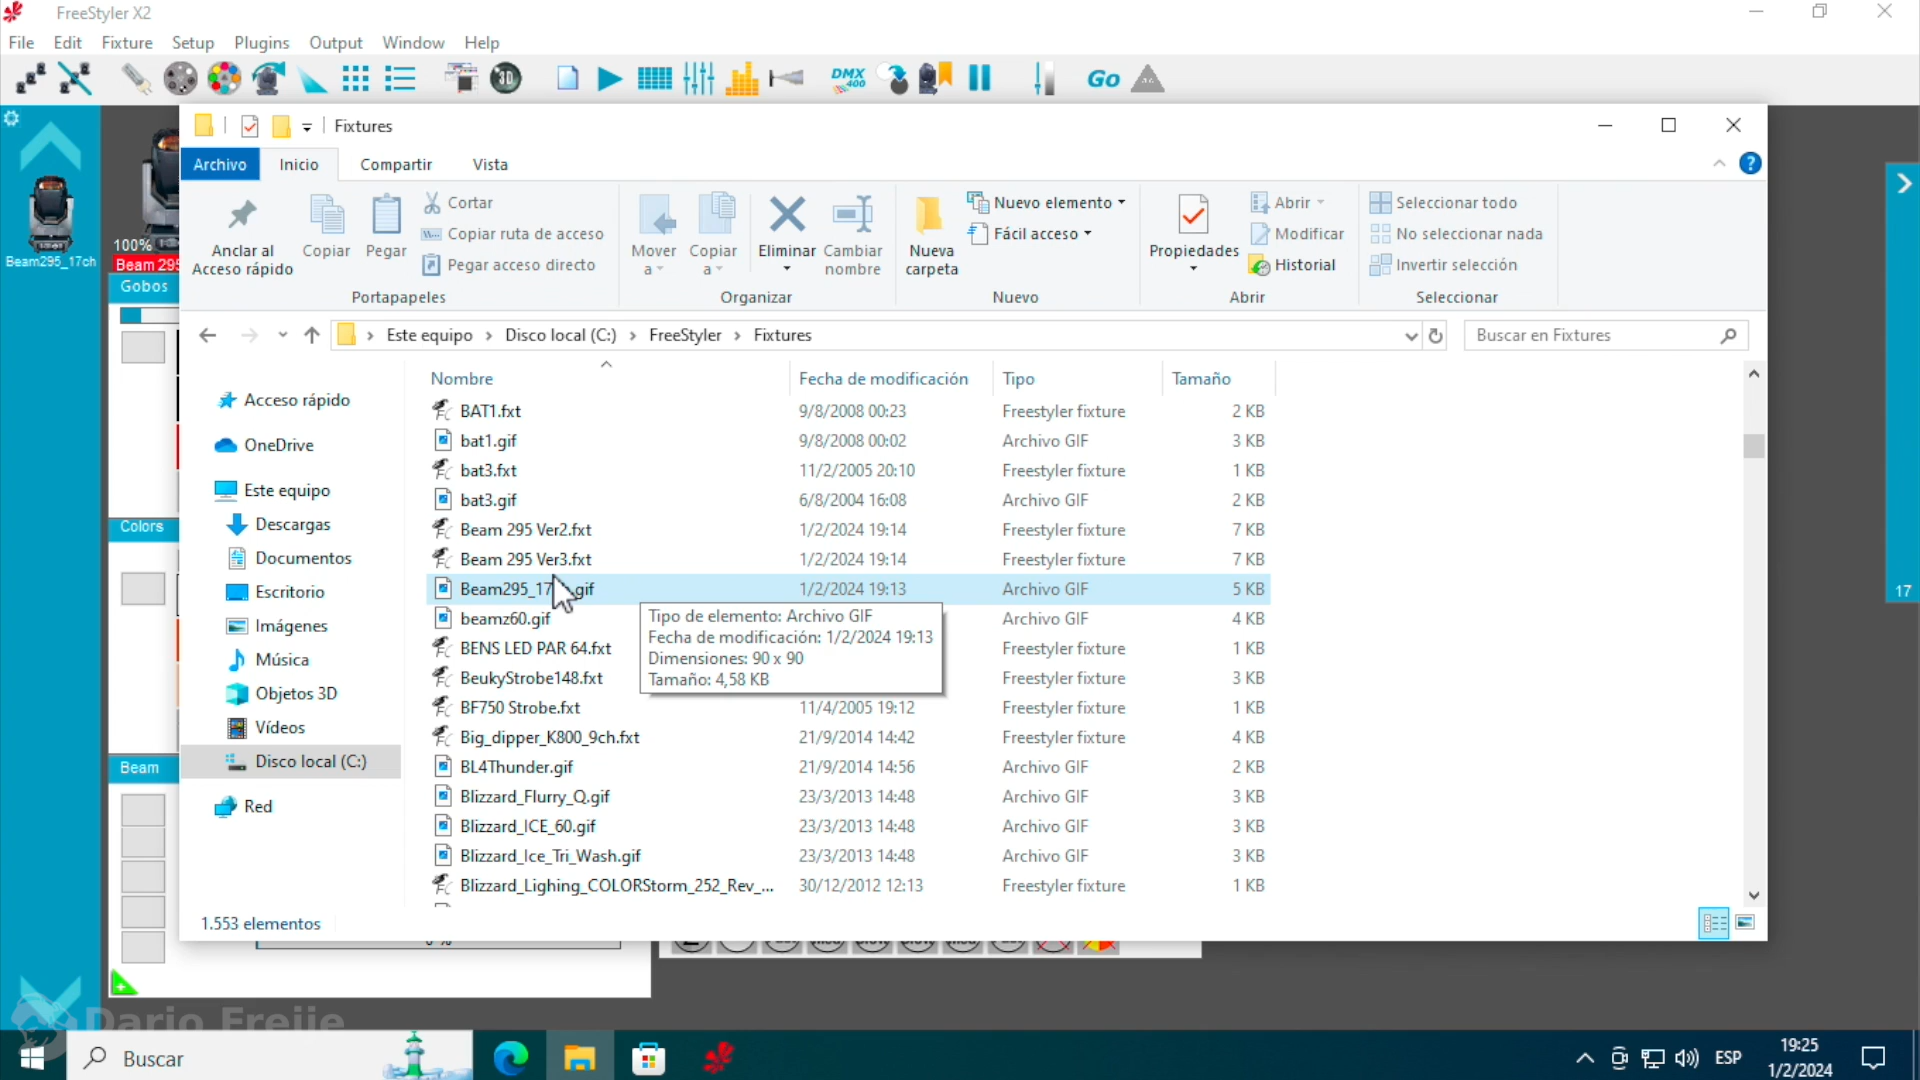 FreeStyler X2
File Edit Fixture Setup Plugins Output Window Help
3D DMX 400 Go
Fixtures
Archivo Inicio Compartir Vista
Anclar al Acceso rápido
Copiar
Pegar
Cortar
Copiar ruta de acceso
Pegar acceso directo
Portapapeles
Mover a
Copiar a
Eliminar
Cambiar nombre
Organizar
Nueva carpeta
Nuevo elemento
Fácil acceso
Nuevo
Propiedades
Abrir
Modificar
Historial
Abrir
Seleccionar todo
No seleccionar nada
Invertir selección
Seleccionar
Este equipo Disco local (C:) FreeStyler Fixtures
Buscar en Fixtures
Beam295_17ch
100%
Beam 295
Gobos
Colors
Beam
17
Acceso rápido
OneDrive
Este equipo
Descargas
Documentos
Escritorio
Imágenes
Música
Objetos 3D
Vídeos
Disco local (C:)
Red
Nombre Fecha de modificación Tipo Tamaño
BAT1.fxt 9/8/2008 00:23 Freestyler fixture 2 KB
bat1.gif 9/8/2008 00:02 Archivo GIF 3 KB
bat3.fxt 11/2/2005 20:10 Freestyler fixture 1 KB
bat3.gif 6/8/2004 16:08 Archivo GIF 2 KB
Beam 295 Ver2.fxt 1/2/2024 19:14 Freestyler fixture 7 KB
Beam 295 Ver3.fxt 1/2/2024 19:14 Freestyler fixture 7 KB
Beam295_17 .gif 1/2/2024 19:13 Archivo GIF 5 KB
beamz60.gif Archivo GIF 4 KB
BENS LED PAR 64.fxt Freestyler fixture 1 KB
BeukyStrobe148.fxt Freestyler fixture 3 KB
BF750 Strobe.fxt 11/4/2005 19:12 Freestyler fixture 1 KB
Big_dipper_K800_9ch.fxt 21/9/2014 14:42 Freestyler fixture 4 KB
BL4Thunder.gif 21/9/2014 14:56 Archivo GIF 2 KB
Blizzard_Flurry_Q.gif 23/3/2013 14:48 Archivo GIF 3 KB
Blizzard_ICE_60.gif 23/3/2013 14:48 Archivo GIF 3 KB
Blizzard_Ice_Tri_Wash.gif 23/3/2013 14:48 Archivo GIF 3 KB
Blizzard_Lighing_COLORStorm_252_Rev_... 30/12/2012 12:13 Freestyler fixture 1 KB
Tipo de elemento: Archivo GIF
Fecha de modificación: 1/2/2024 19:13
Dimensiones: 90 x 90
Tamaño: 4,58 KB
1.553 elementos
Dario Freije
Buscar
ESP
19:25
1/2/2024